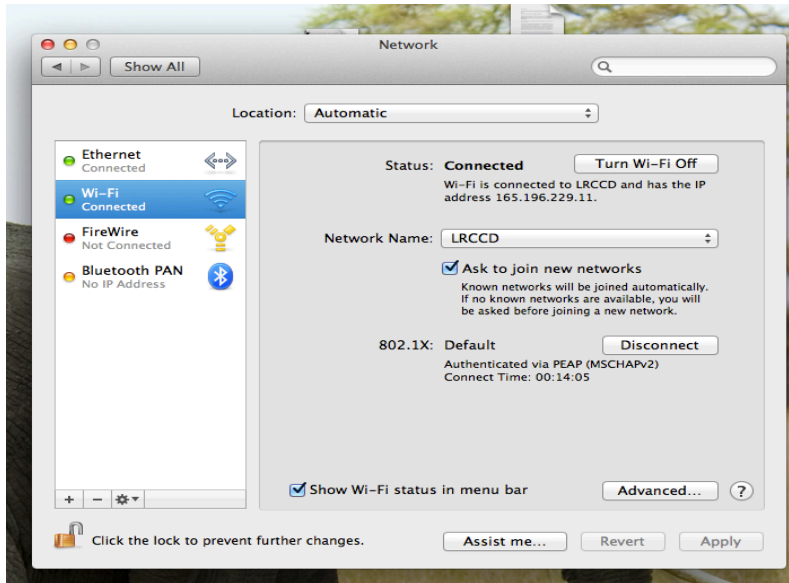 Network
Show All
Location: Automatic
Ethernet
Connected
Wi-Fi
Connected
FireWire
Not Connected
Bluetooth PAN
No IP Address
Status: Connected Turn Wi-Fi Off
Wi-Fi is connected to LRCCD and has the IP
address 165.196.229.11.
Network Name: LRCCD
Ask to join new networks
Known networks will be joined automatically.
If no known networks are available, you will
be asked before joining a new network.
802.1X: Default Disconnect
Authenticated via PEAP (MSCHAPv2)
Connect Time: 00:14:05
Show Wi-Fi status in menu bar Advanced... ?
Click the lock to prevent further changes.
Assist me... Revert Apply